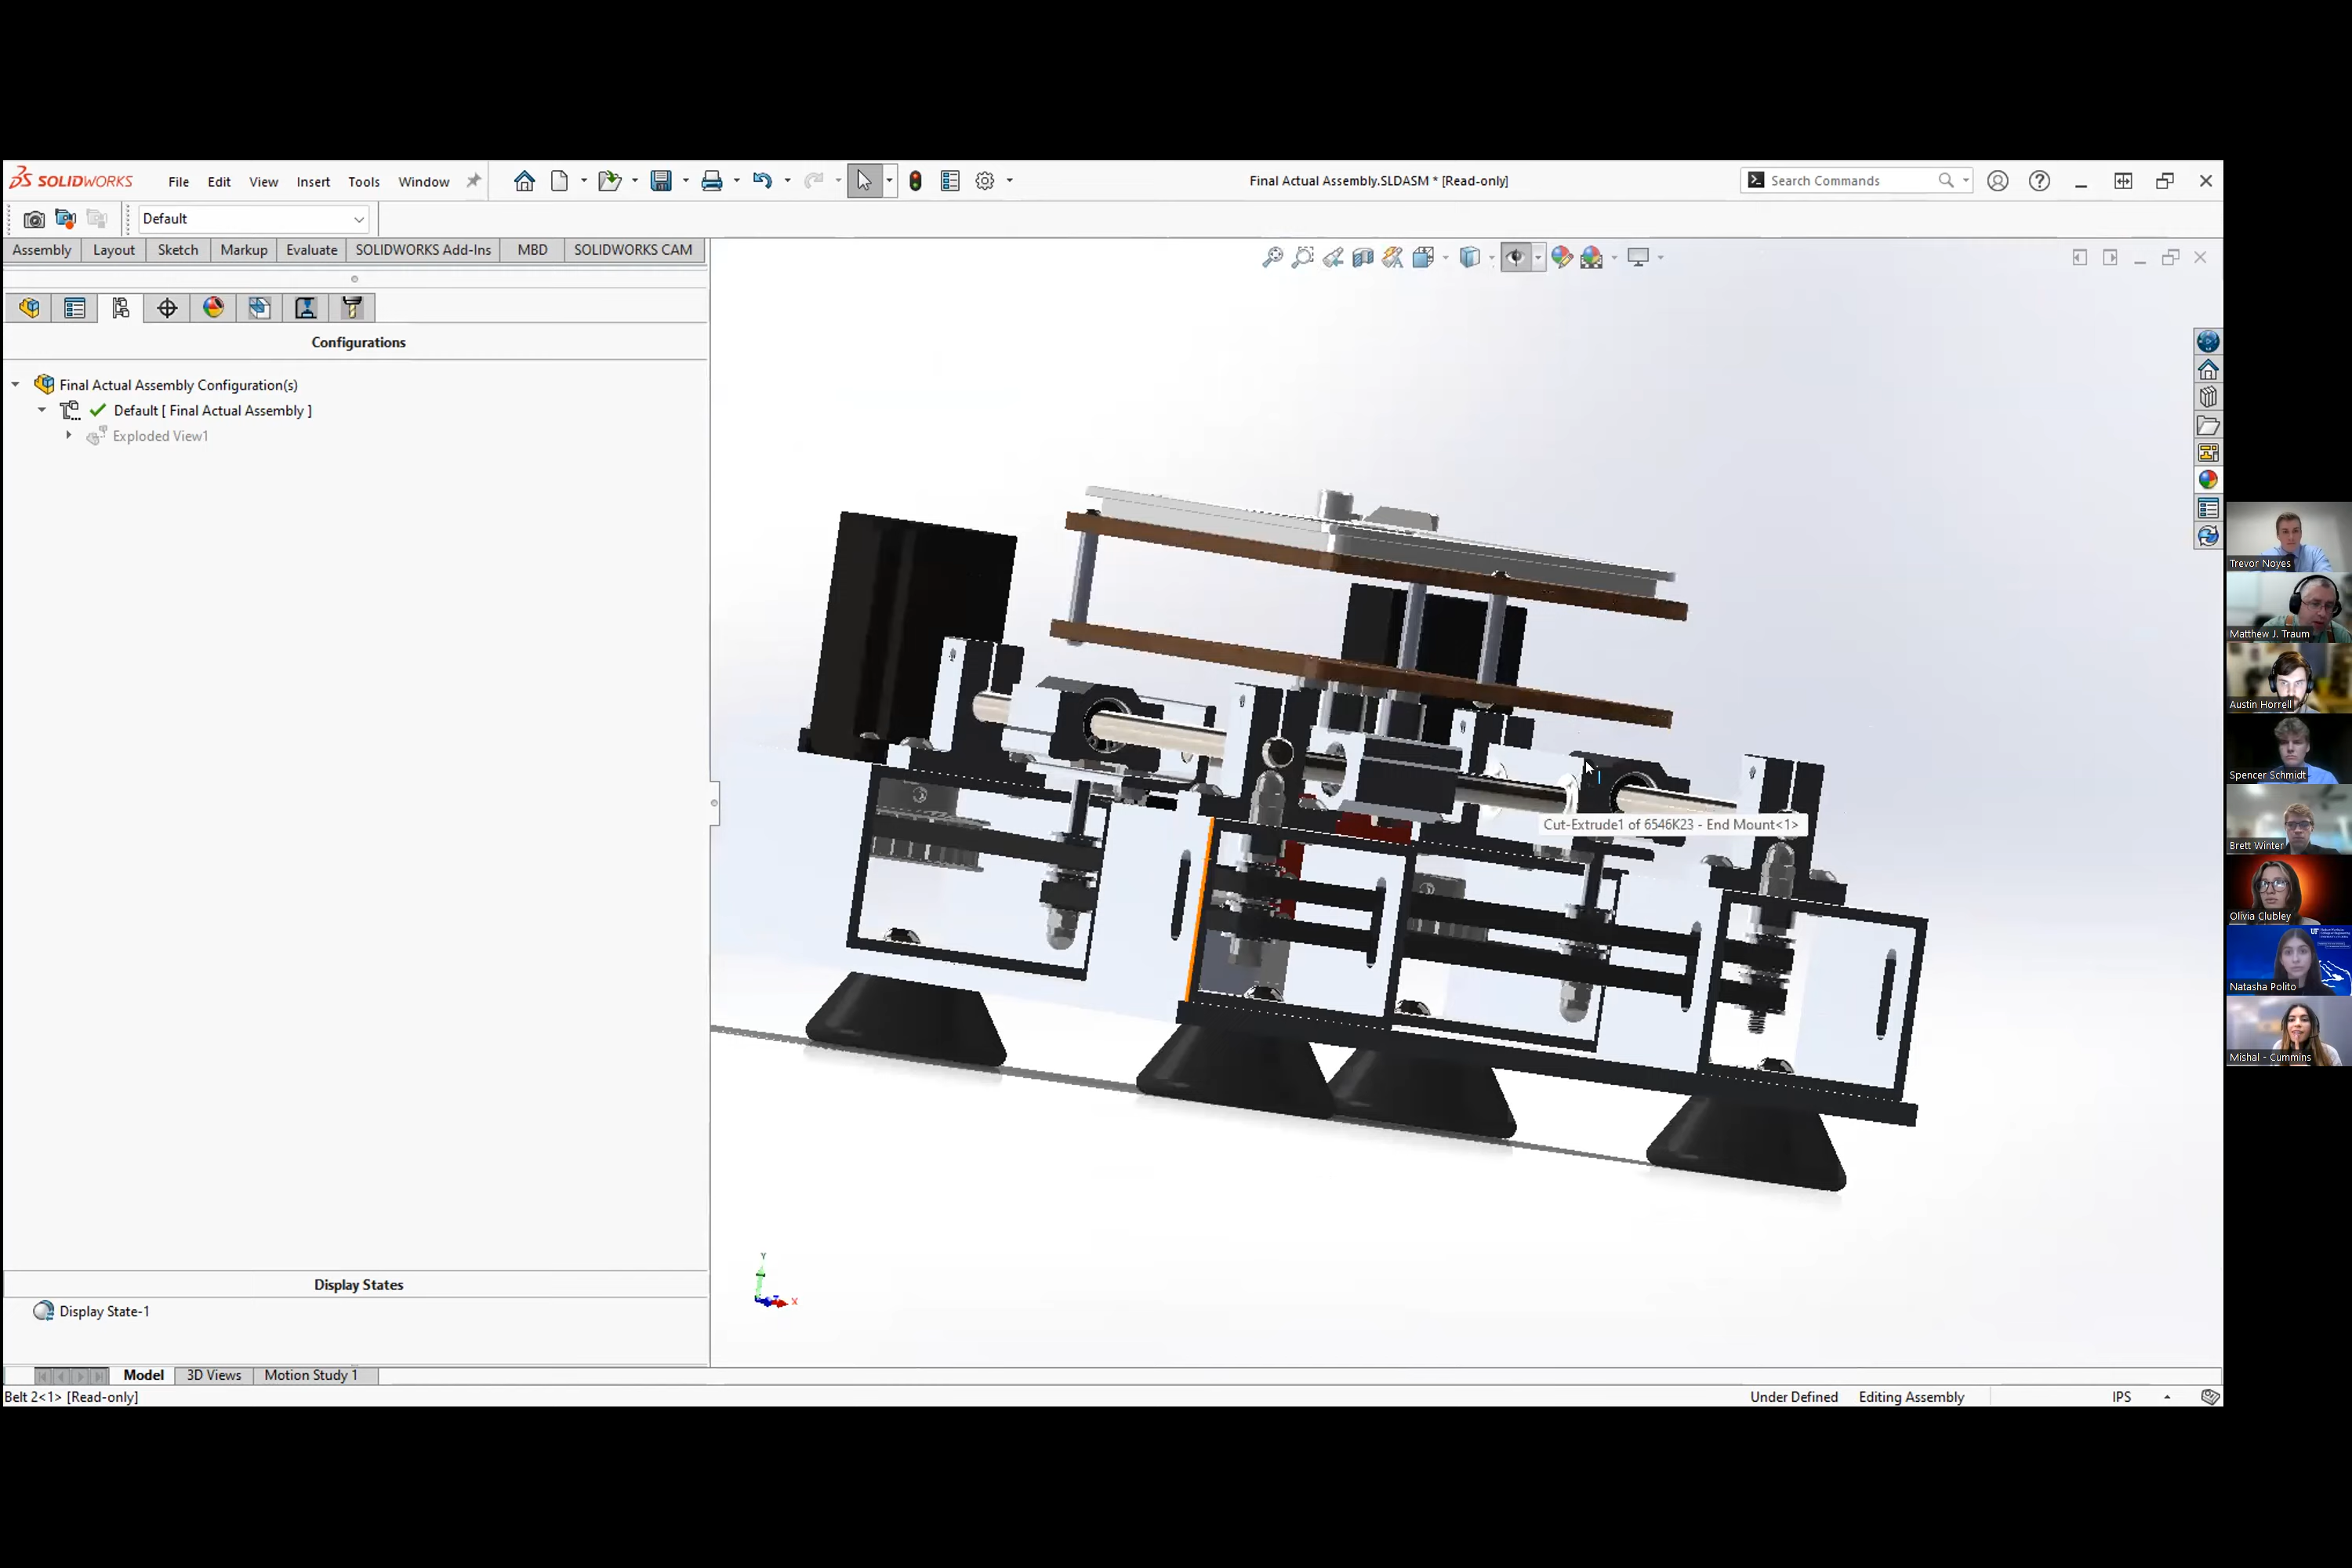 SOLIDWORKS File Edit View Insert Tools Window Final Actual Assembly.SLDASM * [Read-only] Search Commands
Default
Assembly Layout Sketch Markup Evaluate SOLIDWORKS Add-Ins MBD SOLIDWORKS CAM
Configurations
Final Actual Assembly Configuration(s)
Default [ Final Actual Assembly ]
Exploded View1
Cut-Extrude1 of 6546K23 - End Mount<1>
Y
X
Display States
Display State-1
Model 3D Views Motion Study 1
Belt 2<1> [Read-only] Under Defined Editing Assembly IPS
Trevor Noyes
Matthew J. Traum
Austin Horrell
Spencer Schmidt
Brett Winter
Olivia Clubley
UF
Natasha Polito
Mishal - Cummins